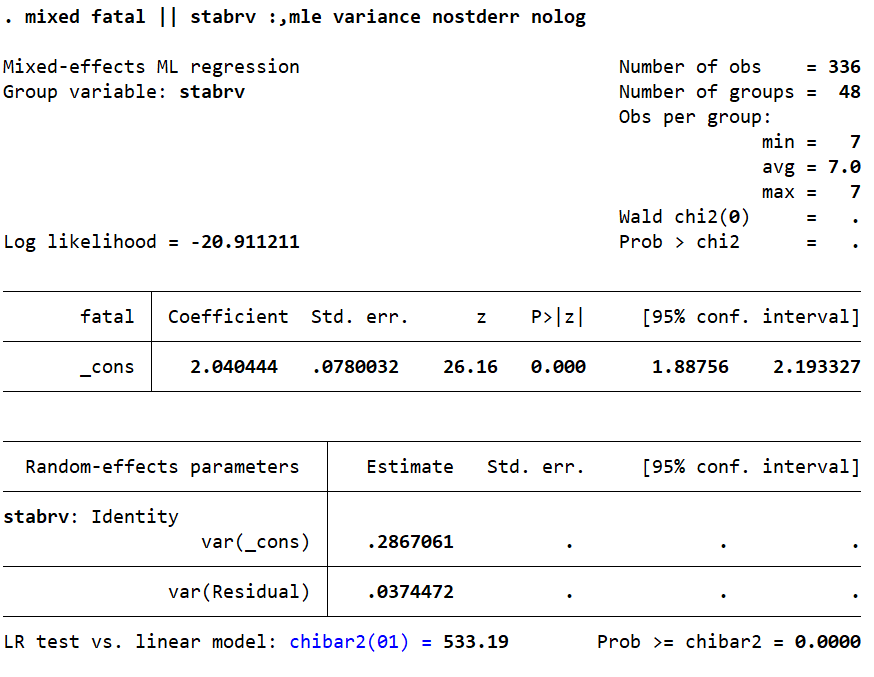 . mixed fatal || stabrv :,mle variance nostderr nolog
Mixed-effects ML regression                             Number of obs    = 336
Group variable: stabrv                                  Number of groups =  48
                                                        Obs per group:
                                                                     min =   7
                                                                     avg = 7.0
                                                                     max =   7
                                                        Wald chi2(0)     =   .
Log likelihood = -20.911211                             Prob > chi2      =   .
       fatal | Coefficient  Std. err.      z    P>|z|     [95% conf. interval]
       _cons |   2.040444   .0780032    26.16   0.000      1.88756    2.193327
  Random-effects parameters  |   Estimate   Std. err.     [95% conf. interval]
stabrv: Identity
                  var(_cons) |   .2867061          .             .           .
               var(Residual) |   .0374472          .             .           .
LR test vs. linear model: chibar2(01) = 533.19        Prob >= chibar2 = 0.0000